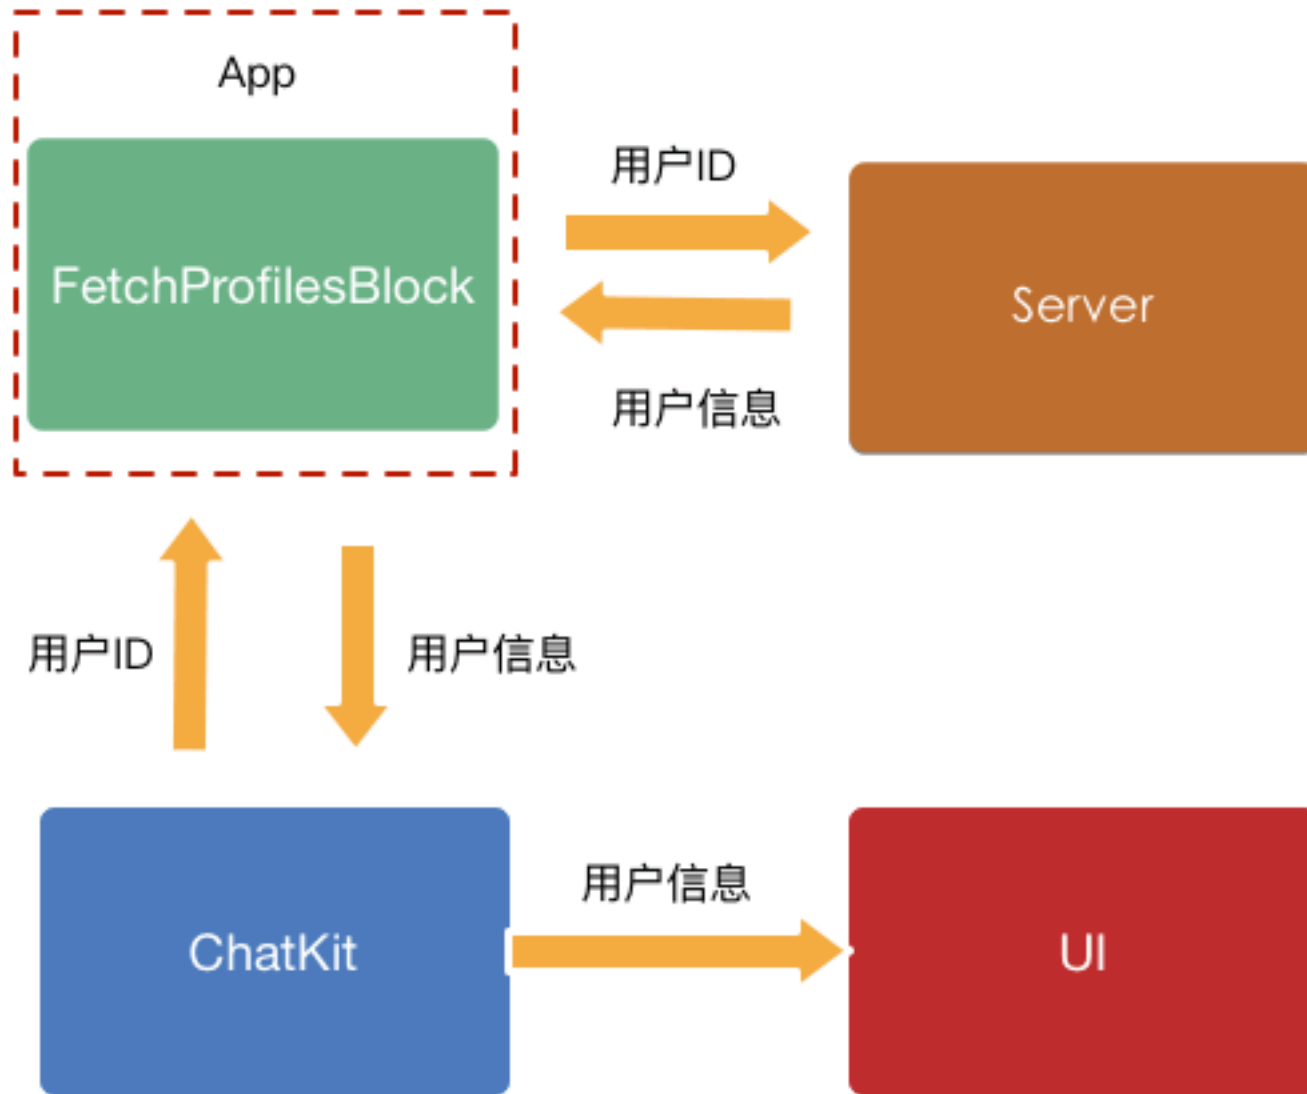 App
用户ID
FetchProfilesBlock
Server
用户信息
用户ID
用户信息
用户信息
ChatKit
UI